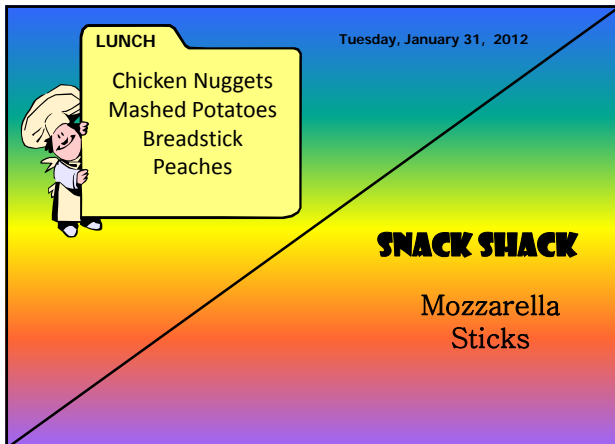 LUNCH
Tuesday, January 31, 2012
Chicken Nuggets
Mashed Potatoes
Breadstick
Peaches
SNACK SHACK
Mozzarella
Sticks